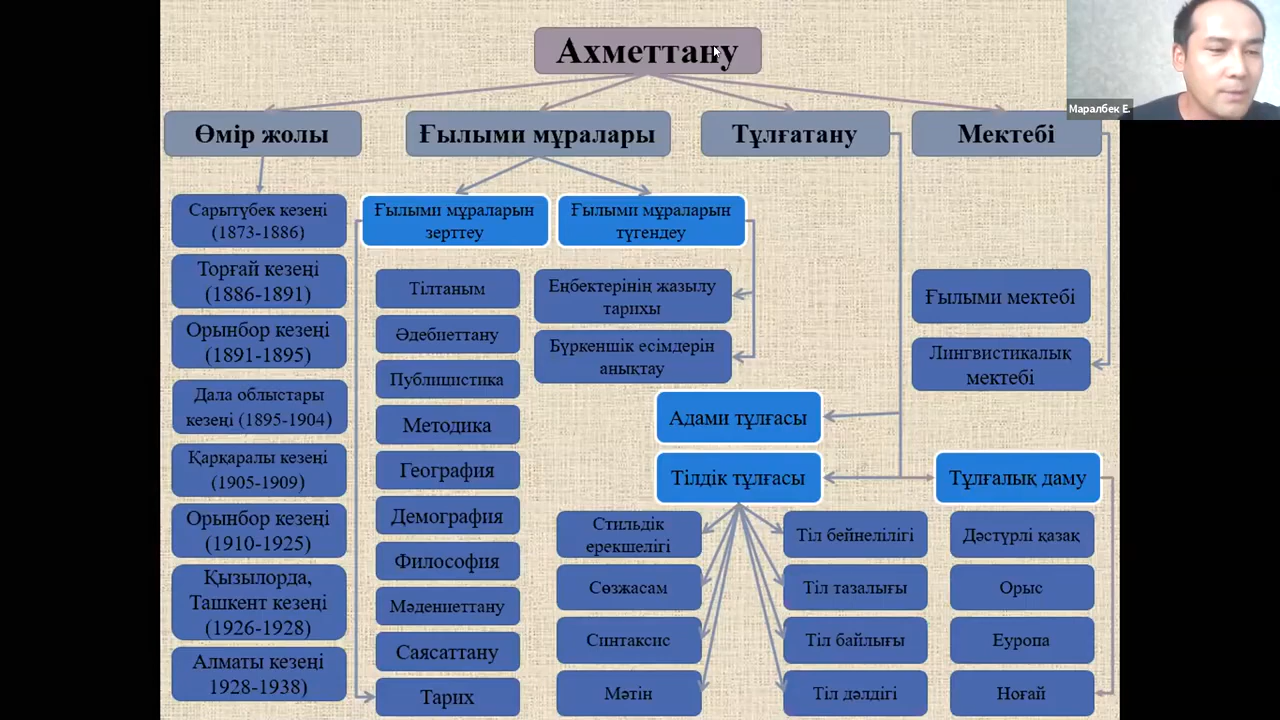 Ахметтану
Маралбек Е.
Өмір жолы
Ғылыми мұралары
Тұлғатану
Мектебі
Сарытүбек кезеңі
(1873-1886)
Торғай кезеңі
(1886-1891)
Орынбор кезеңі
(1891-1895)
Дала облыстары
кезеңі (1895-1904)
Қарқаралы кезеңі
(1905-1909)
Орынбор кезеңі
(1910-1925)
Қызылорда,
Ташкент кезеңі
(1926-1928)
Алматы кезеңі
1928-1938)
Ғылыми мұраларын
зерттеу
Тілтаным
Әдебиеттану
Публицистика
Методика
География
Демография
Философия
Мәдениеттану
Саясаттану
Тарих
Ғылыми мұраларын
түгендеу
Еңбектерінің жазылу
тарихы
Бүркеншік есімдерін
анықтау
Адами тұлғасы
Тілдік тұлғасы
Стильдік
ерекшелігі
Сөзжасам
Синтаксис
Мәтін
Тіл бейнелілігі
Тіл тазалығы
Тіл байлығы
Тіл дәлдігі
Тұлғалық даму
Дәстүрлі қазақ
Орыс
Еуропа
Ноғай
Ғылыми мектебі
Лингвистикалық
мектебі